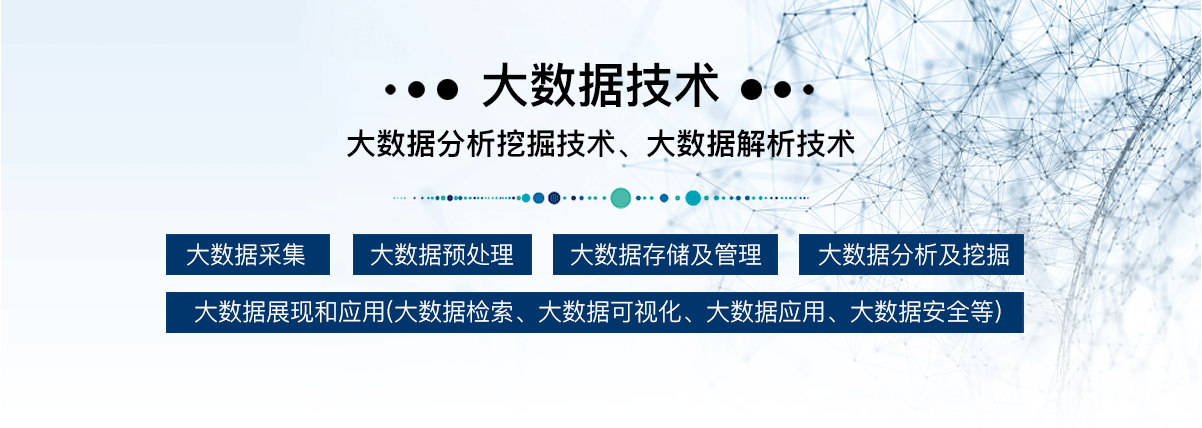 大数据技术
大数据分析挖掘技术、大数据解析技术
大数据采集 大数据预处理 大数据存储及管理 大数据分析及挖掘
大数据展现和应用(大数据检索、大数据可视化、大数据应用、大数据安全等)